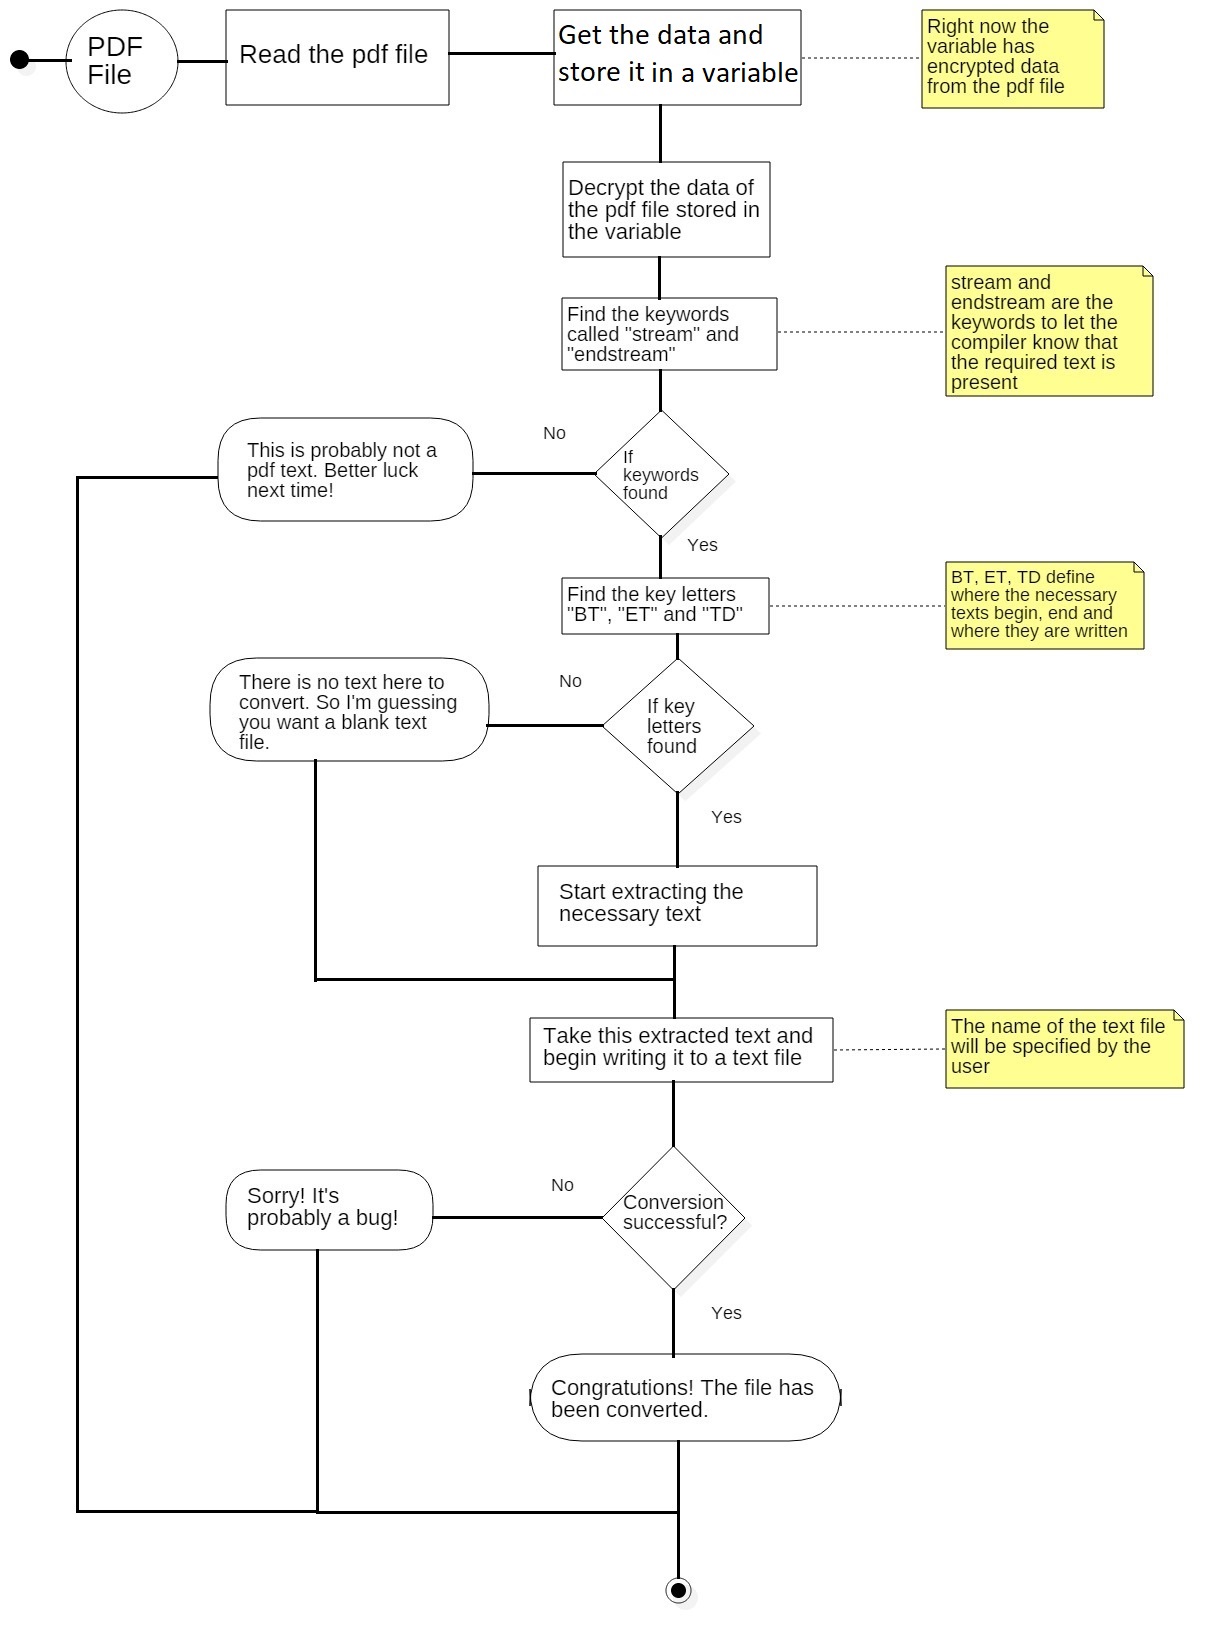 PDF
File
Read the pdf file
Get the data and
store it in a variable
Right now the
variable has
encrypted data
from the pdf file
Decrypt the data of
the pdf file stored in
the variable
Find the keywords
called "stream" and
"endstream"
stream and
endstream are the
keywords to let the
compiler know that
the required text is
present
No
This is probably not a
pdf text. Better luck
next time!
If
keywords
found
Yes
Find the key letters
"BT", "ET" and "TD"
BT, ET, TD define
where the necessary
texts begin, end and
where they are written
No
There is no text here to
convert. So I'm guessing
you want a blank text
file.
If key
letters
found
Yes
Start extracting the
necessary text
Take this extracted text and
begin writing it to a text file
The name of the text file
will be specified by the
user
No
Sorry! It's
probably a bug!
Conversion
successful?
Yes
Congratutions! The file has
been converted.